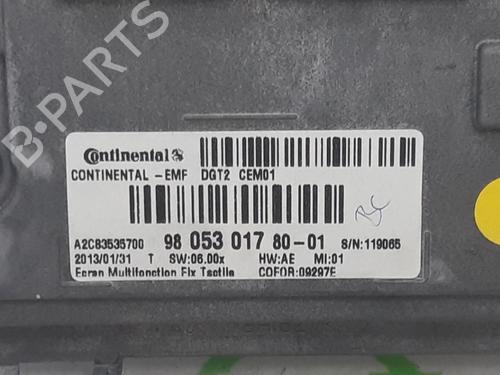 B-PARTS
Continental
CONTINENTAL -EMF DGT2 CEM01
A2C83535700 98 053 017 80-01 S/N:119065
2013/01/31 T SW:06.00x HW:AE MI:01
Ecran Multifonction Fix Tactile COFOR:09297E